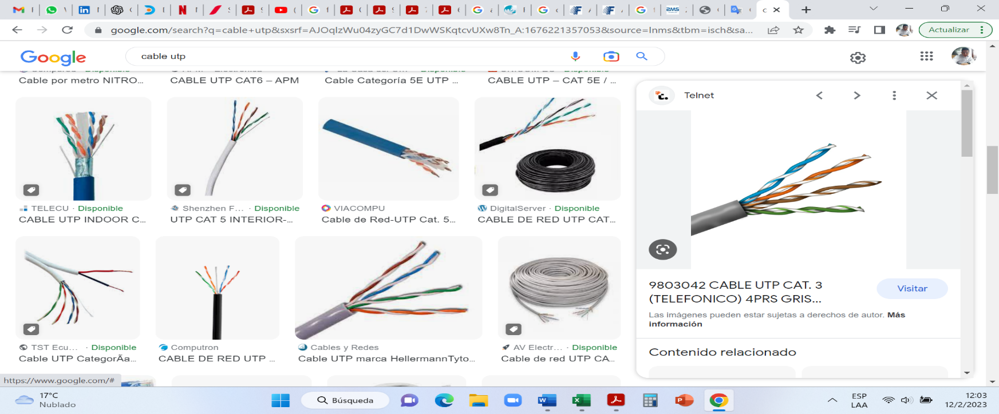 google.com/search?q=cable+utp&sxsrf=AJOqlzWu04zyGC7d1DwWSKqtcvUXw8Tn_A:1676221357053&source=lnms&tbm=isch&sa...
Actualizar
Google
cable utp
Cable por metro NITRO...
CABLE UTP CAT6 – APM
Cable Categoría 5E UTP ...
CABLE UTP – CAT 5E / ...
Telnet
TELECU · Disponible
CABLE UTP INDOOR C...
Shenzhen F... · Disponible
UTP CAT 5 INTERIOR-...
VIACOMPU
Cable de Red-UTP Cat. 5...
DigitalServer · Disponible
CABLE DE RED UTP CAT...
9803042 CABLE UTP CAT. 3
(TELEFONICO) 4PRS GRIS...
Visitar
Las imágenes pueden estar sujetas a derechos de autor. Más
información
TST Ecu... · Disponible
Cable UTP CategorÃa...
Computron
CABLE DE RED UTP ...
Cables y Redes
Cable UTP marca HellermannTyto...
AV Electr... · Disponible
Cable de red UTP CA...
Contenido relacionado
https://www.google.com/#
17°C
Nublado
Búsqueda
ESP
LAA
12:03
12/2/2023